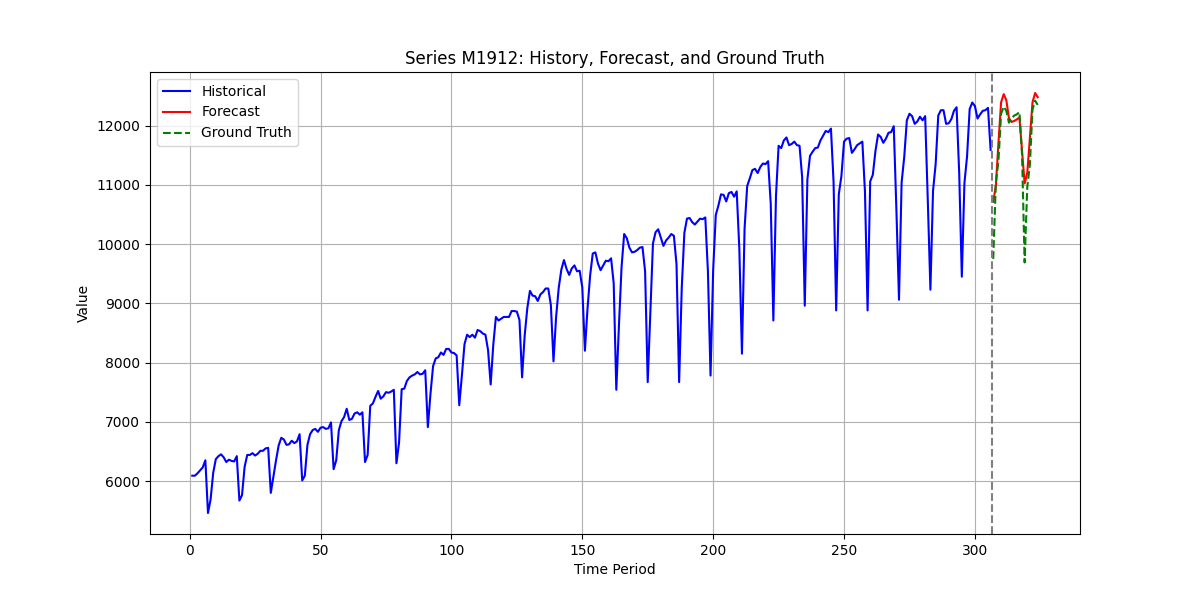 Series M1912: History, Forecast, and Ground Truth
Historical
Forecast
Ground Truth
12000
11000
10000
9000
8000
7000
6000
Value
0 50 100 150 200 250 300
Time Period